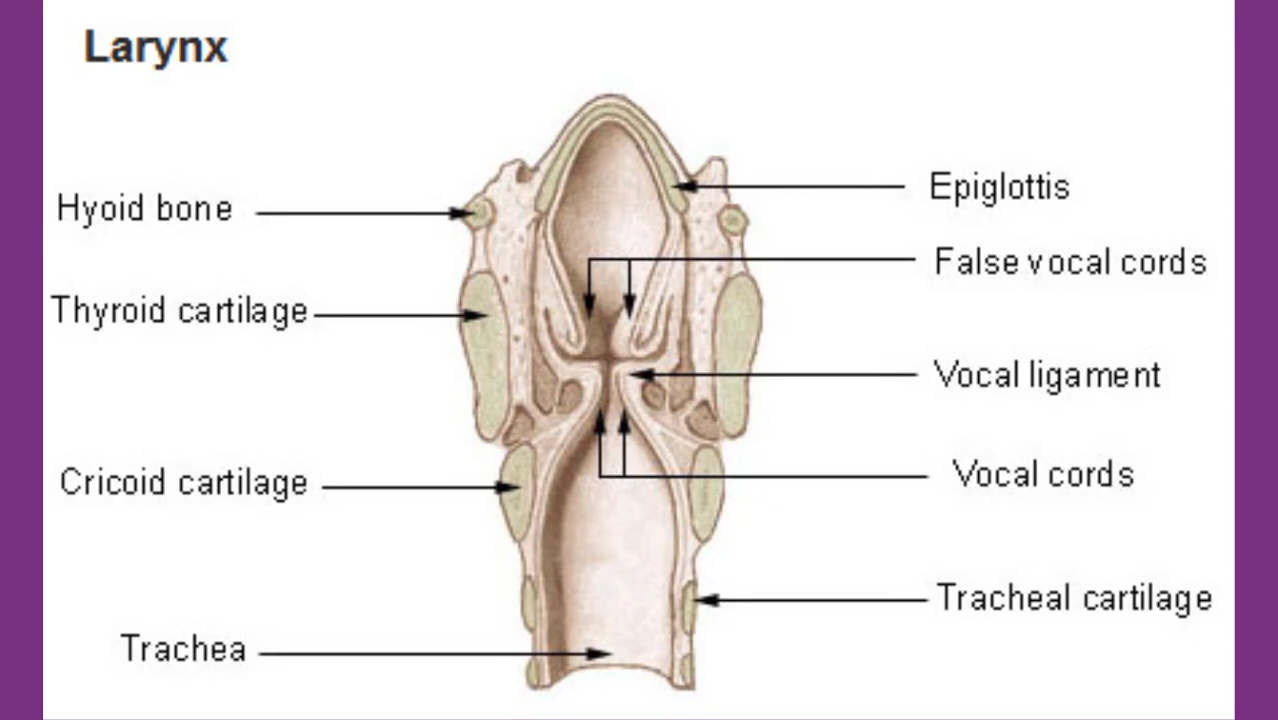 Larynx
Hyoid bone
Thyroid cartilage
Cricoid cartilage
Trachea
Epiglottis
False vocal cords
Vocal ligament
Vocal cords
Tracheal cartilage